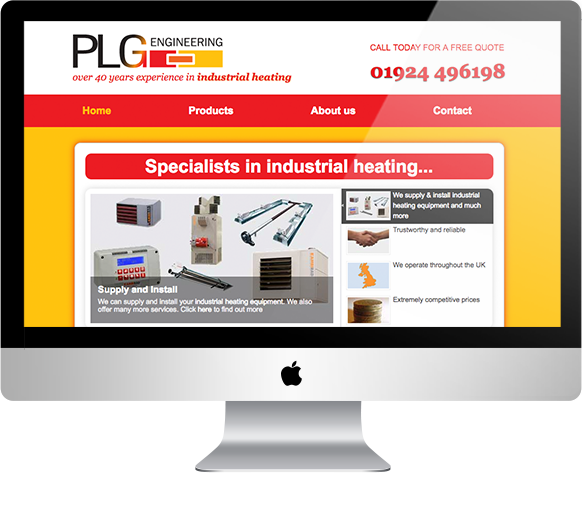 PLG ENGINEERING
over 40 years experience in industrial heating
CALL TODAY FOR A FREE QUOTE
01924 496198
Home Products About us Contact
Specialists in industrial heating...
We supply & install industrial
heating equipment and much
more
Trustworthy and reliable
We operate throughout the UK
Extremely competitive prices
Supply and Install
We can supply and install your industrial heating equipment. We also
offer many more services. Click here to find out more